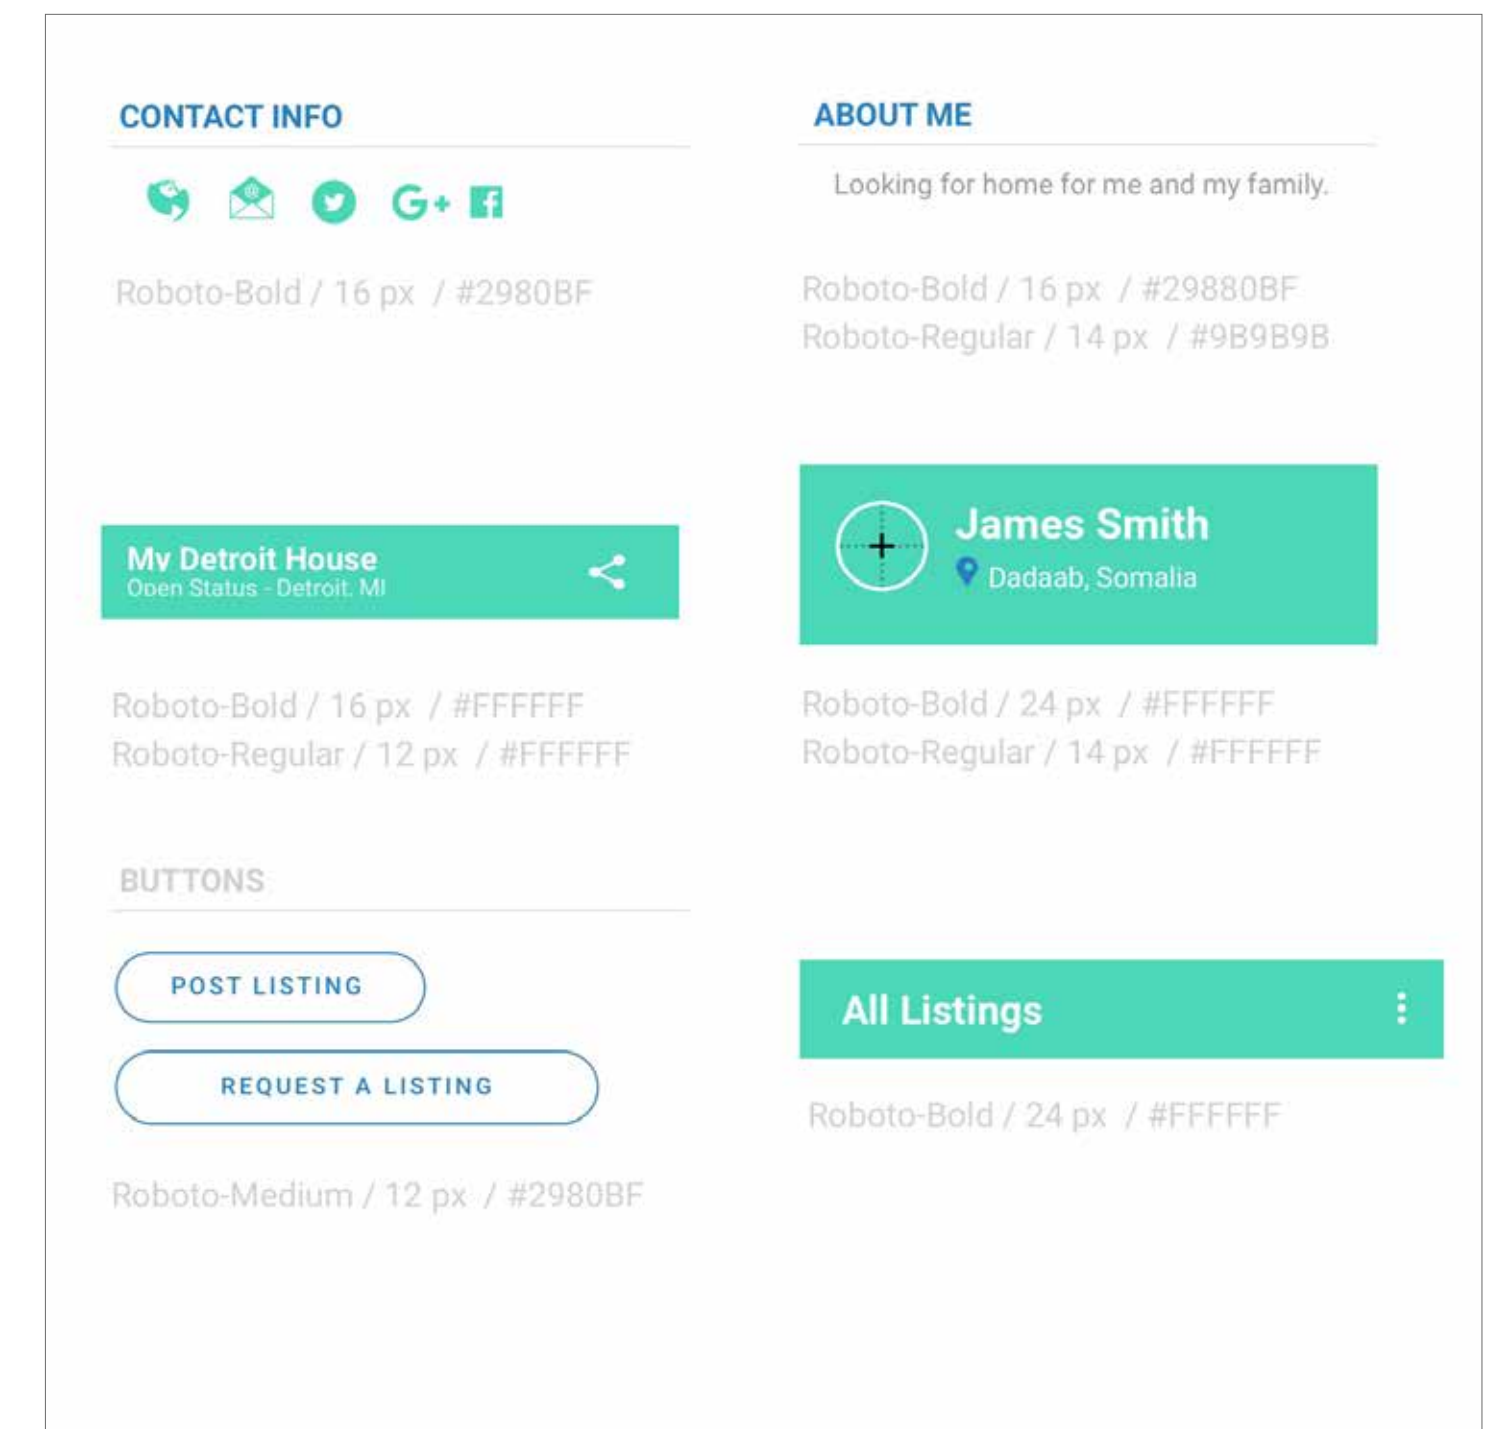 CONTACT INFO
@
G+ f
Roboto-Bold / 16 px / #2980BF
ABOUT ME
Looking for home for me and my family.
Roboto-Bold / 16 px / #29880BF
Roboto-Regular / 14 px / #9B9B9B
My Detroit House
Open Status - Detroit. MI
Roboto-Bold / 16 px / #FFFFFF
Roboto-Regular / 12 px / #FFFFFF
James Smith
Dadaab, Somalia
Roboto-Bold / 24 px / #FFFFFF
Roboto-Regular / 14 px / #FFFFFF
BUTTONS
POST LISTING
REQUEST A LISTING
Roboto-Medium / 12 px / #2980BF
All Listings
Roboto-Bold / 24 px / #FFFFFF